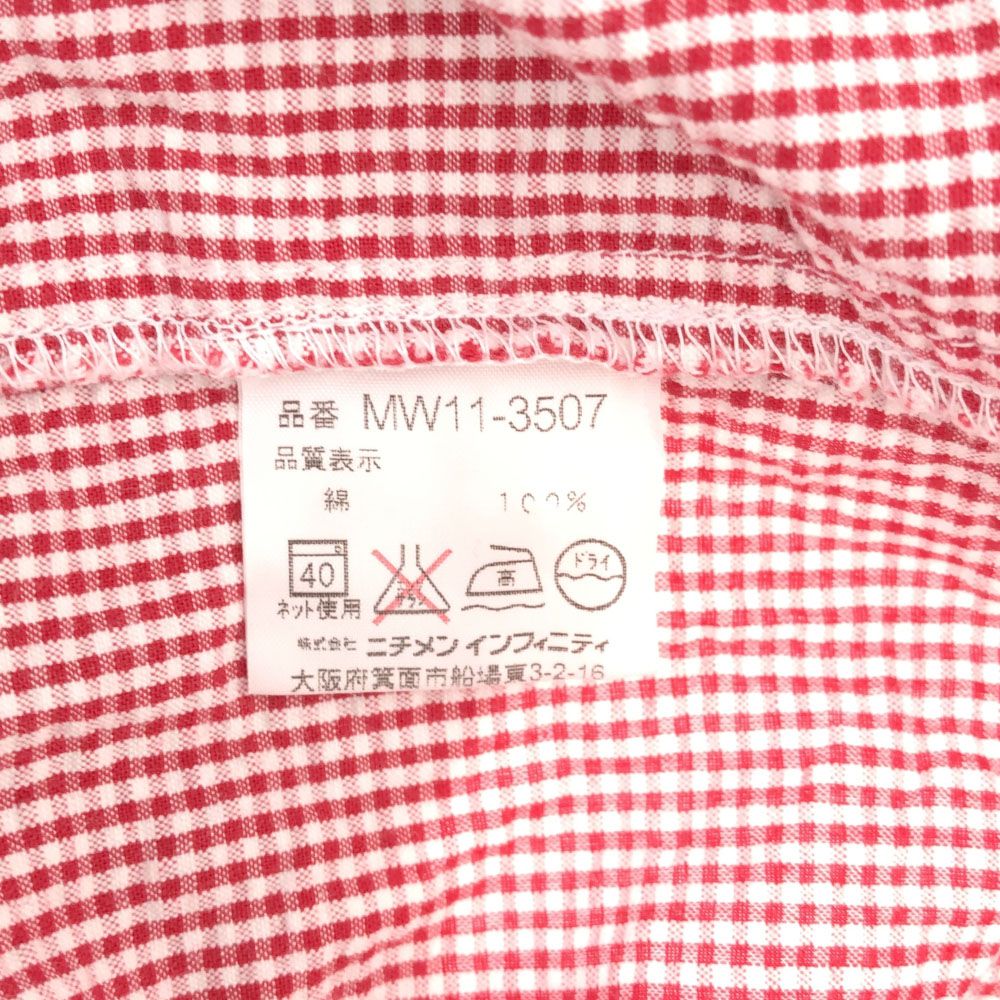 品番 MW11-3507
品質表示
綿 100%
40 高 ドライ
ネット使用
株式会社 ニチメン インフィニティ
大阪府箕面市船場東3-2-16